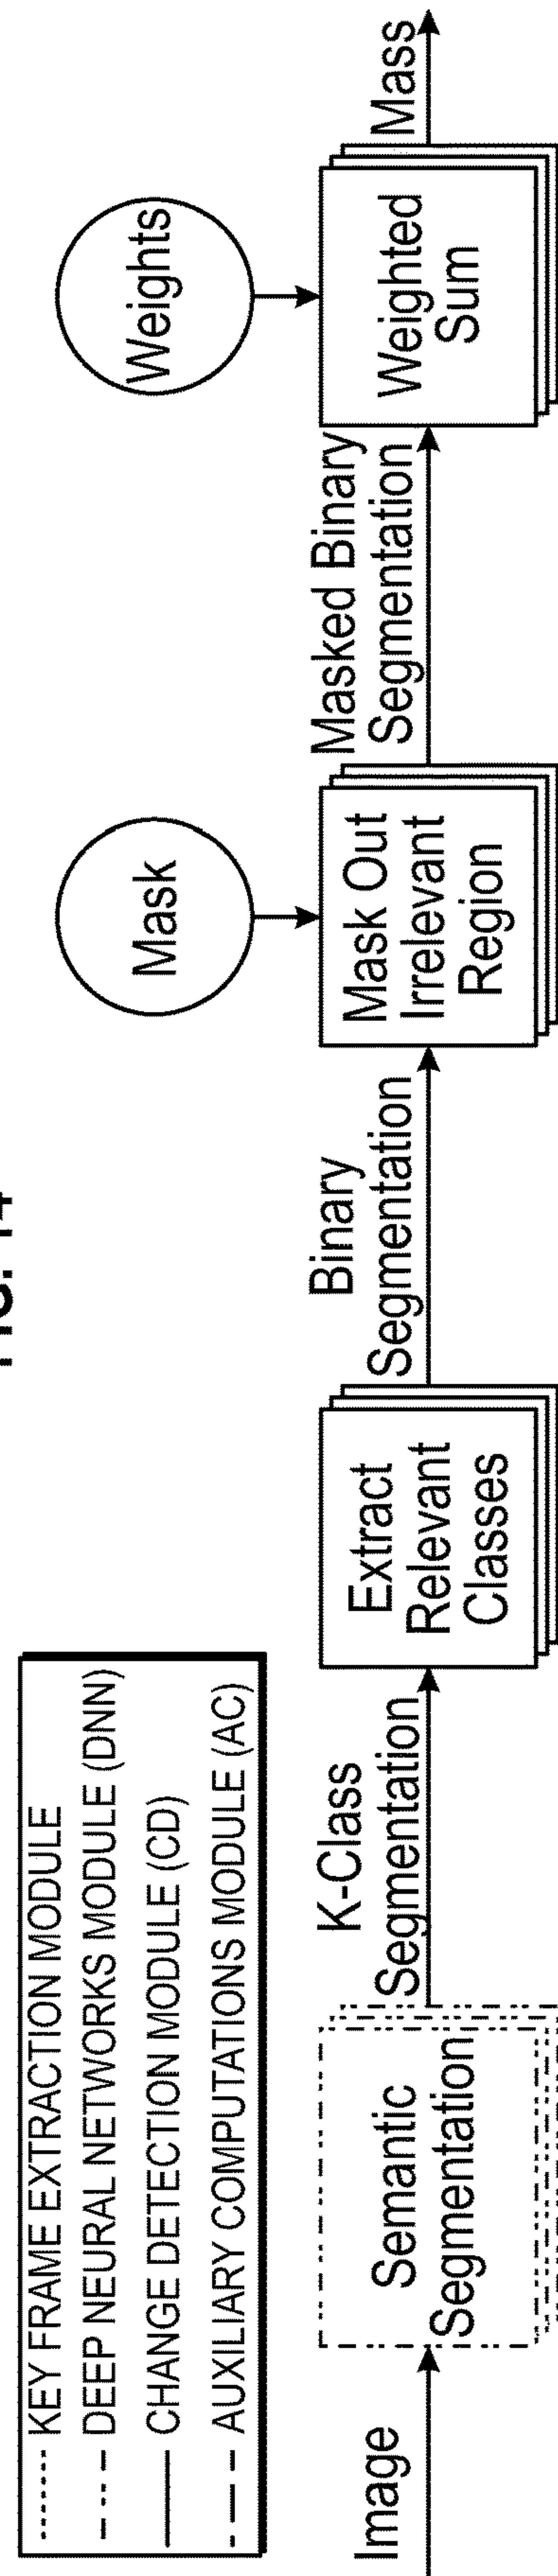 KEY FRAME EXTRACTION MODULE
DEEP NEURAL NETWORKS MODULE (DNN)
CHANGE DETECTION MODULE (CD)
AUXILIARY COMPUTATIONS MODULE (AC)
Image
Semantic
Segmentation
K-Class
Segmentation
Extract
Relevant
Classes
Binary
Segmentation
Mask
Mask Out
Irrelevant
Region
Masked Binary
Segmentation
Weights
Weighted
Sum
Mass